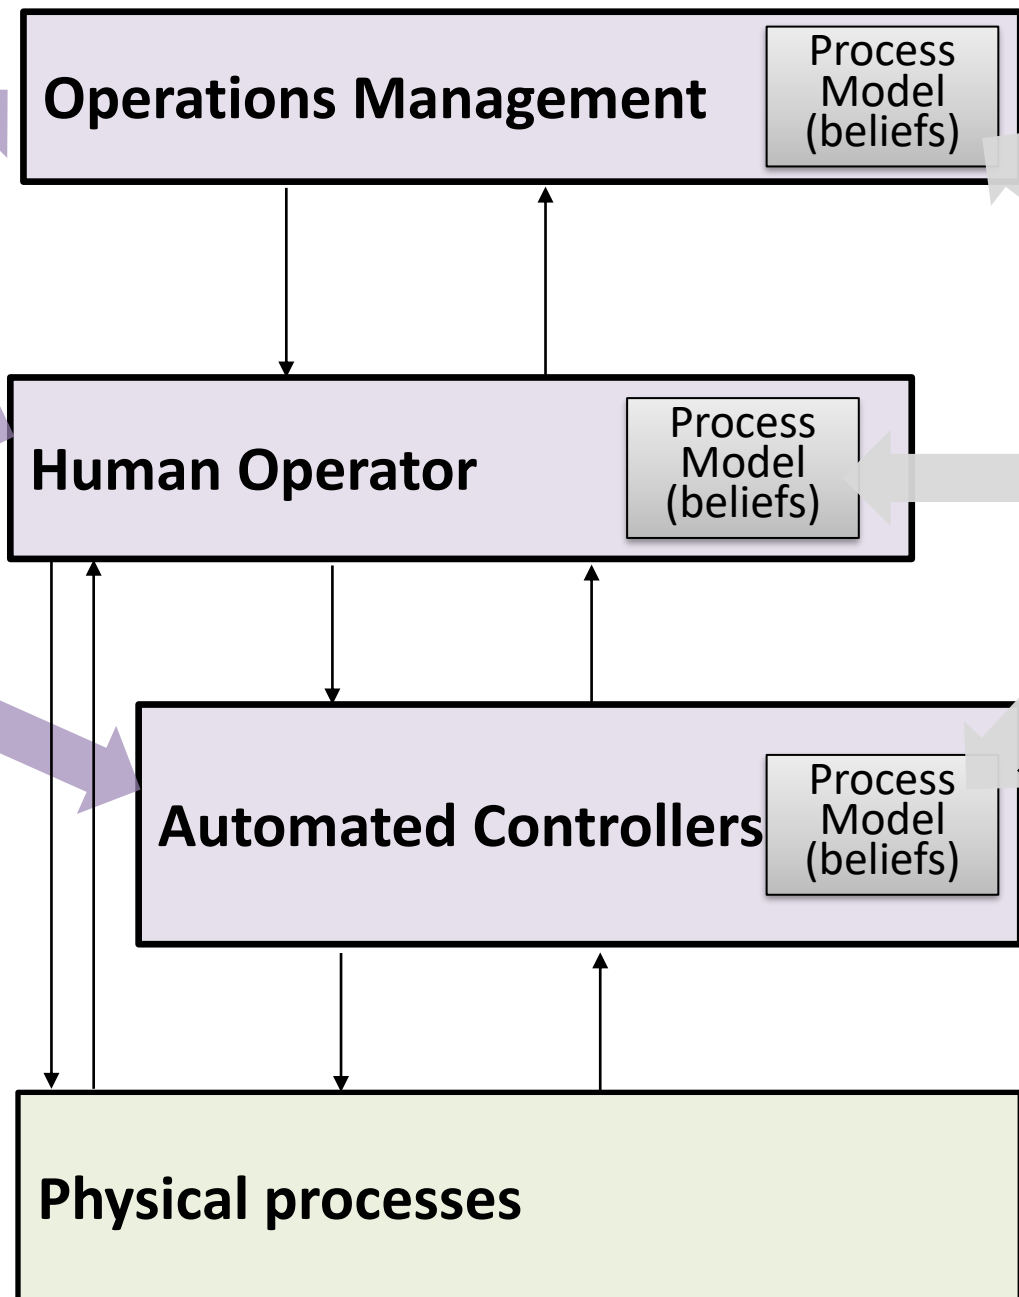 Operations Management
Process
Model
(beliefs)
Human Operator
Process
Model
(beliefs)
Automated Controllers
Process
Model
(beliefs)
Physical processes